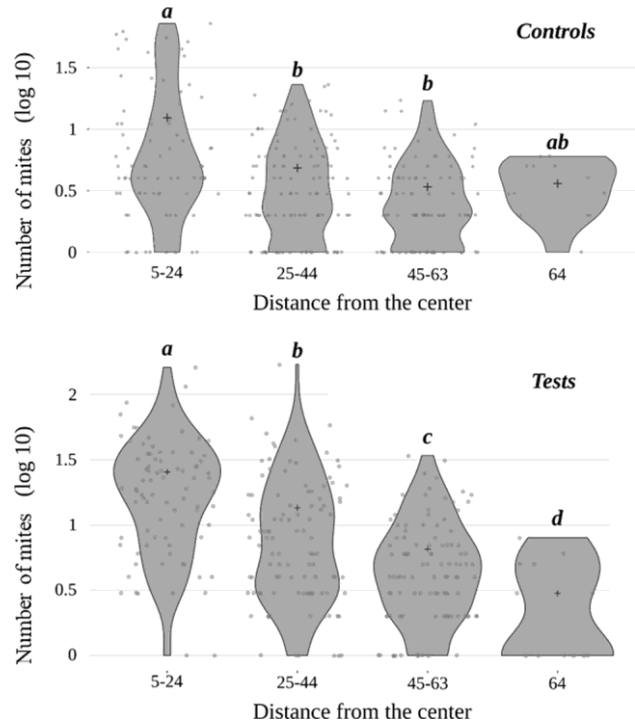 a
Controls
1.5
b
b
1
ab
0.5
0
Number of mites (log 10)
5-24
25-44
45-63
64
Distance from the center
a
b
Tests
2
c
1.5
d
1
0.5
0
Number of mites (log 10)
5-24
25-44
45-63
64
Distance from the center